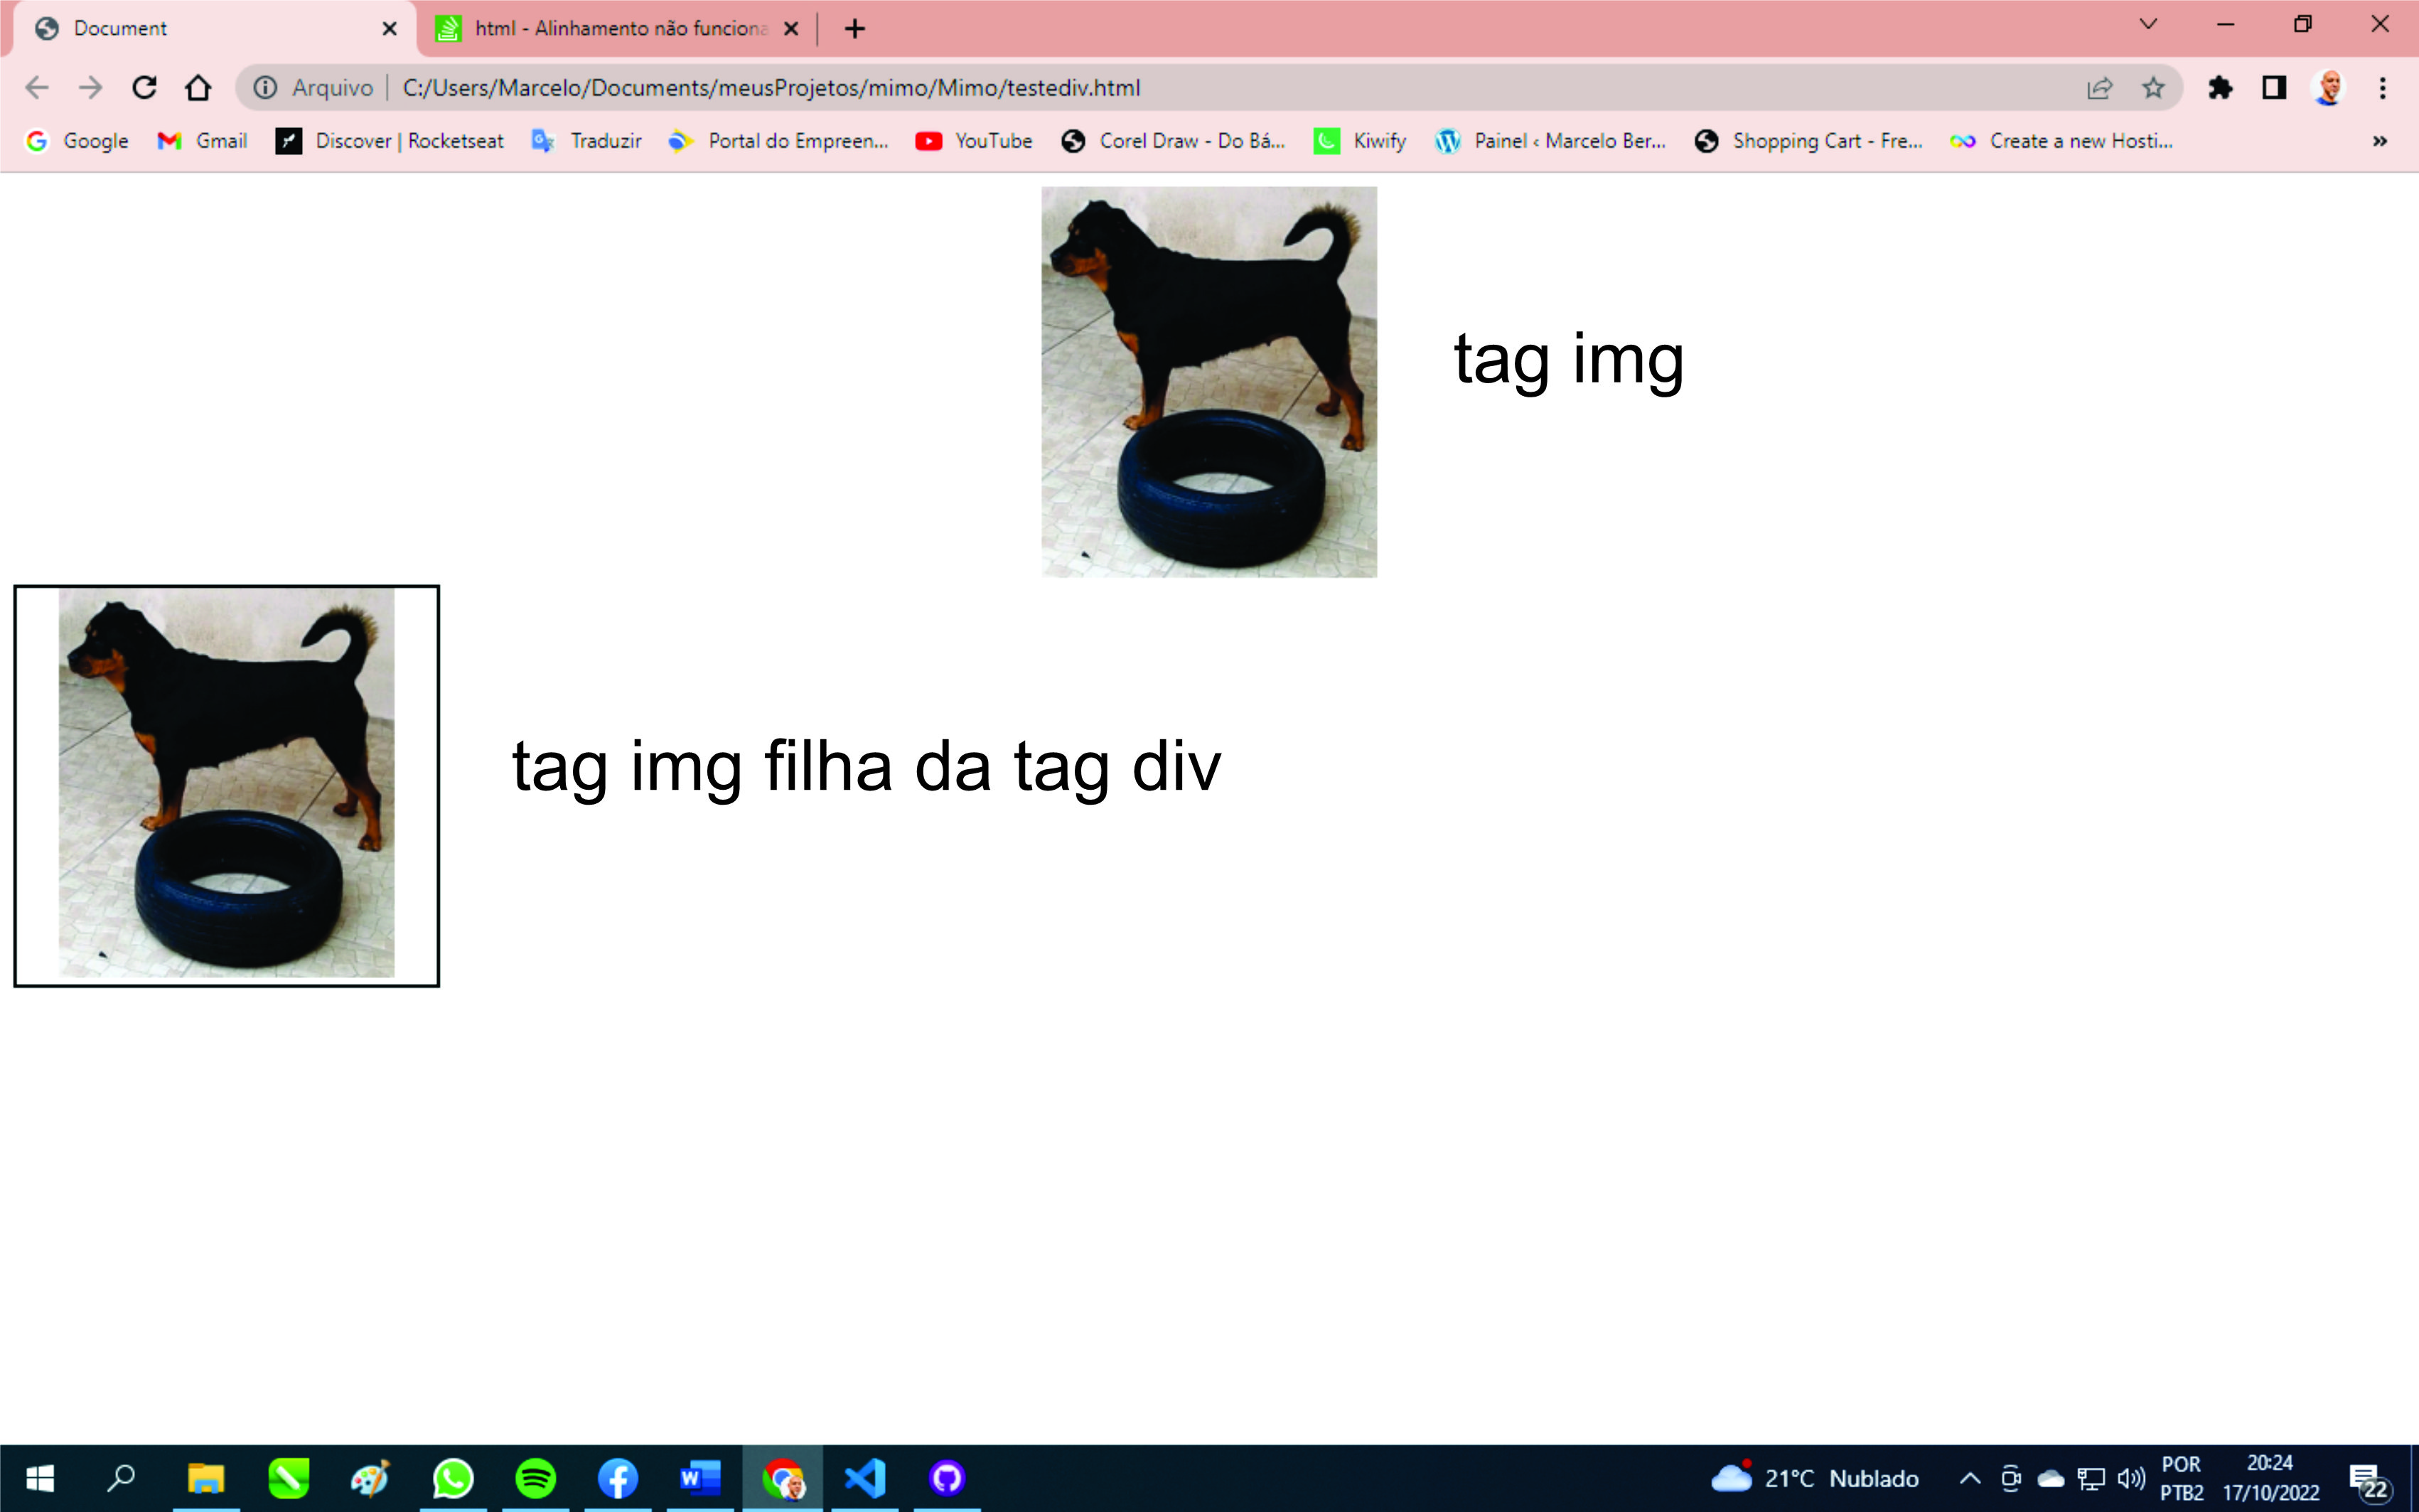 Document
html - Alinhamento não funciona
Arquivo
C:/Users/Marcelo/Documents/meusProjetos/mimo/Mimo/testediv.html
Google
Gmail
Discover | Rocketseat
Traduzir
Portal do Empreen...
YouTube
Corel Draw - Do Bá...
Kiwify
Painel ‹ Marcelo Ber...
Shopping Cart - Fre...
Create a new Hosti...
»
tag img
tag img filha da tag div
21°C Nublado
POR
PTB2
20:24
17/10/2022
22